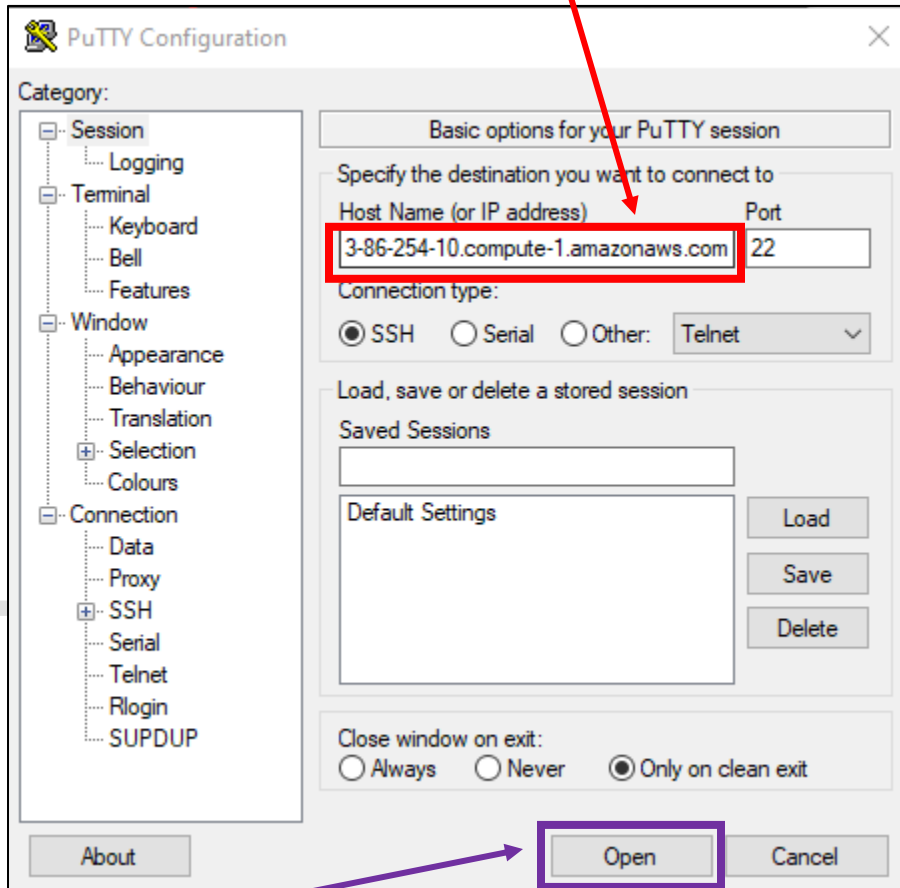 PuTTY Configuration
Category:
Session
Logging
Terminal
Keyboard
Bell
Features
Window
Appearance
Behaviour
Translation
Selection
Colours
Connection
Data
Proxy
SSH
Serial
Telnet
Rlogin
SUPDUP
Basic options for your PuTTY session
Specify the destination you want to connect to
Host Name (or IP address) Port
3-86-254-10.compute-1.amazonaws.com 22
Connection type:
SSH Serial Other: Telnet
Load, save or delete a stored session
Saved Sessions
Default Settings
Load
Save
Delete
Close window on exit:
Always Never Only on clean exit
About Open Cancel